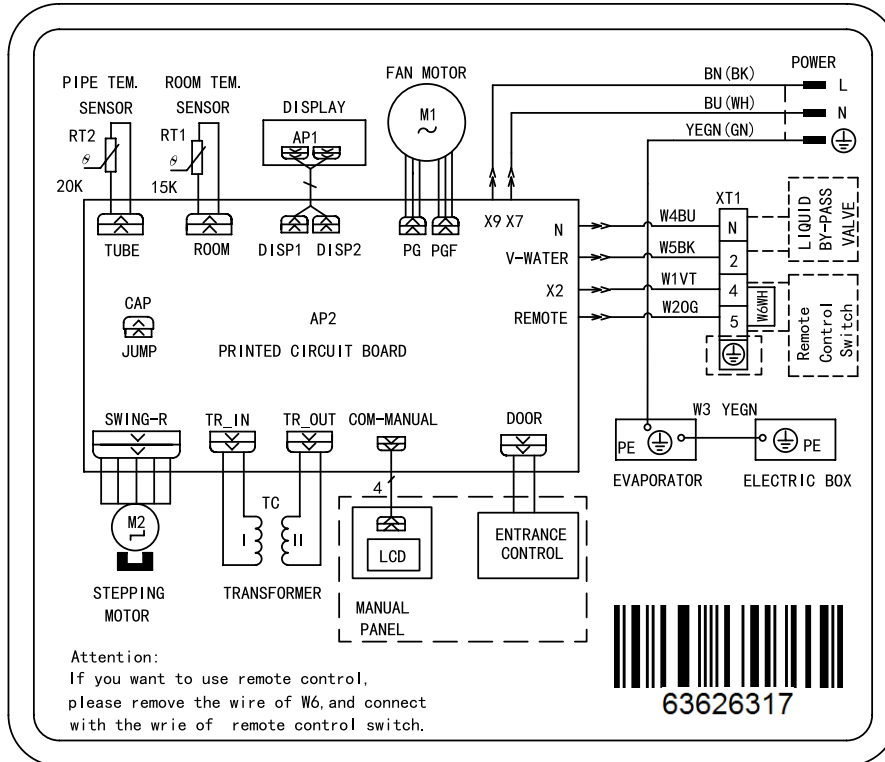 PIPE TEM.
SENSOR
ROOM TEM.
SENSOR
RT2
θ
20K
RT1
θ
15K
DISPLAY
AP1
FAN MOTOR
M1
~
POWER
BN(BK)
L
BU(WH)
N
YEGN(GN)
TUBE
ROOM
DISP1
DISP2
PG
PGF
X9 X7
N
V-WATER
X2
REMOTE
W4BU
W5BK
W1VT
W2OG
XT1
N
2
4
5
W6WH
LIQUID
BY-PASS
VALVE
Remote
Control
Switch
CAP
JUMP
AP2
PRINTED CIRCUIT BOARD
SWING-R
TR_IN
TR_OUT
COM-MANUAL
DOOR
W3 YEGN
PE
PE
EVAPORATOR
ELECTRIC BOX
M2
STEPPING
MOTOR
TC
I
II
TRANSFORMER
4
LCD
MANUAL
PANEL
ENTRANCE
CONTROL
Attention:
If you want to use remote control,
please remove the wire of W6,and connect
with the wrie of remote control switch.
63626317